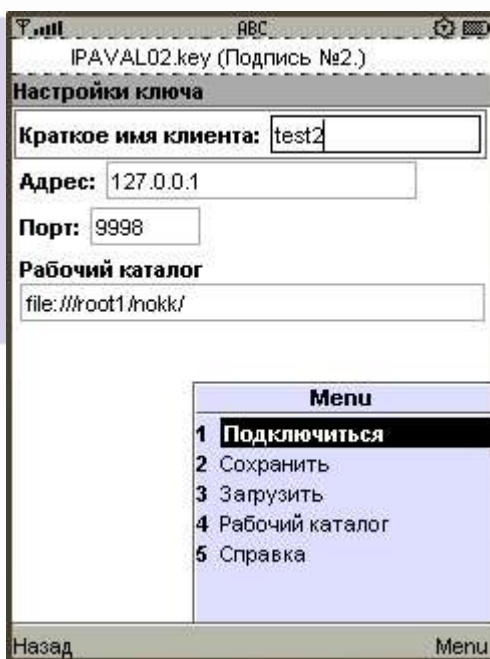 ABC
IPAVAL02.key (Подпись №2.)
Настройки ключа
Краткое имя клиента: test2
Адрес: 127.0.0.1
Порт: 9998
Рабочий каталог
file:///root1/nokk/
Menu
1 Подключиться
2 Сохранить
3 Загрузить
4 Рабочий каталог
5 Справка
Назад Menu